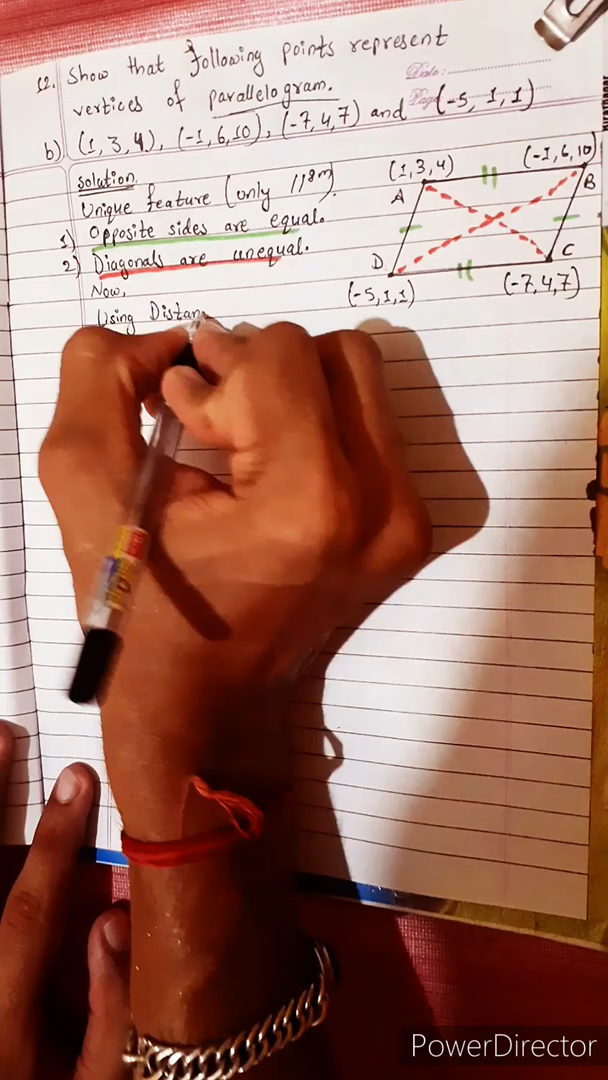 12. Show that following points represent
vertices of parallelogram.
Date:
Page
b) (1, 3, 4), (-1, 6, 10), (-7, 4, 7) and (-5, 1, 1)
solution.
Unique feature (only ||gm)
1) Opposite sides are equal.
2) Diagonals are unequal.
Now,
Using Distan
(1, 3, 4)
(-1, 6, 10)
A
B
D
C
(-5, 1, 1)
(-7, 4, 7)
PowerDirector